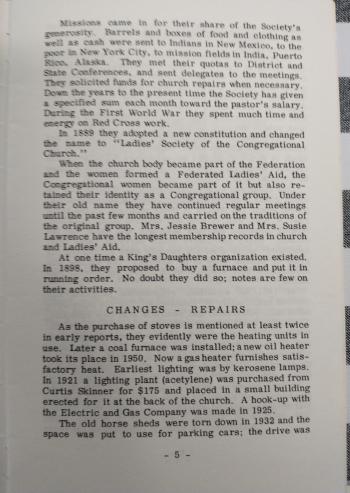 Missions came in for their share of the Society's
generosity. Barrels and boxes of food and clothing as
well as cash were sent to Indians in New Mexico, to the
poor in New York City, to mission fields in India, Puerto
Rico, Alaska. They met their quotas to District and
State Conferences, and sent delegates to the meetings.
They solicited funds for church repairs when necessary.
Down the years to the present time the Society has given
a specified sum each month toward the pastor's salary.
During the First World War they spent much time and
energy on Red Cross work.
In 1889 they adopted a new constitution and changed
the name to "Ladies' Society of the Congregational
Church."
When the church body became part of the Federation
and the women formed a Federated Ladies' Aid, the
Congregational women became part of it but also re-
tained their identity as a Congregational group. Under
their old name they have continued regular meetings
until the past few months and carried on the traditions of
the original group. Mrs. Jessie Brewer and Mrs. Susie
Lawrence have the longest membership records in church
and Ladies' Aid.
At one time a King's Daughters organization existed.
In 1898, they proposed to buy a furnace and put it in
running order. No doubt they did so; notes are few on
their activities.
CHANGES - REPAIRS
As the purchase of stoves is mentioned at least twice
in early reports, they evidently were the heating units in
use. Later a coal furnace was installed; a new oil heater
took its place in 1950. Now a gas heater furnishes satis-
factory heat. Earliest lighting was by kerosene lamps.
In 1921 a lighting plant (acetylene) was purchased from
Curtis Skinner for $175 and placed in a small building
erected for it at the back of the church. A hook-up with
the Electric and Gas Company was made in 1925.
The old horse sheds were torn down in 1932 and the
space was put to use for parking cars; the drive was
- 5 -